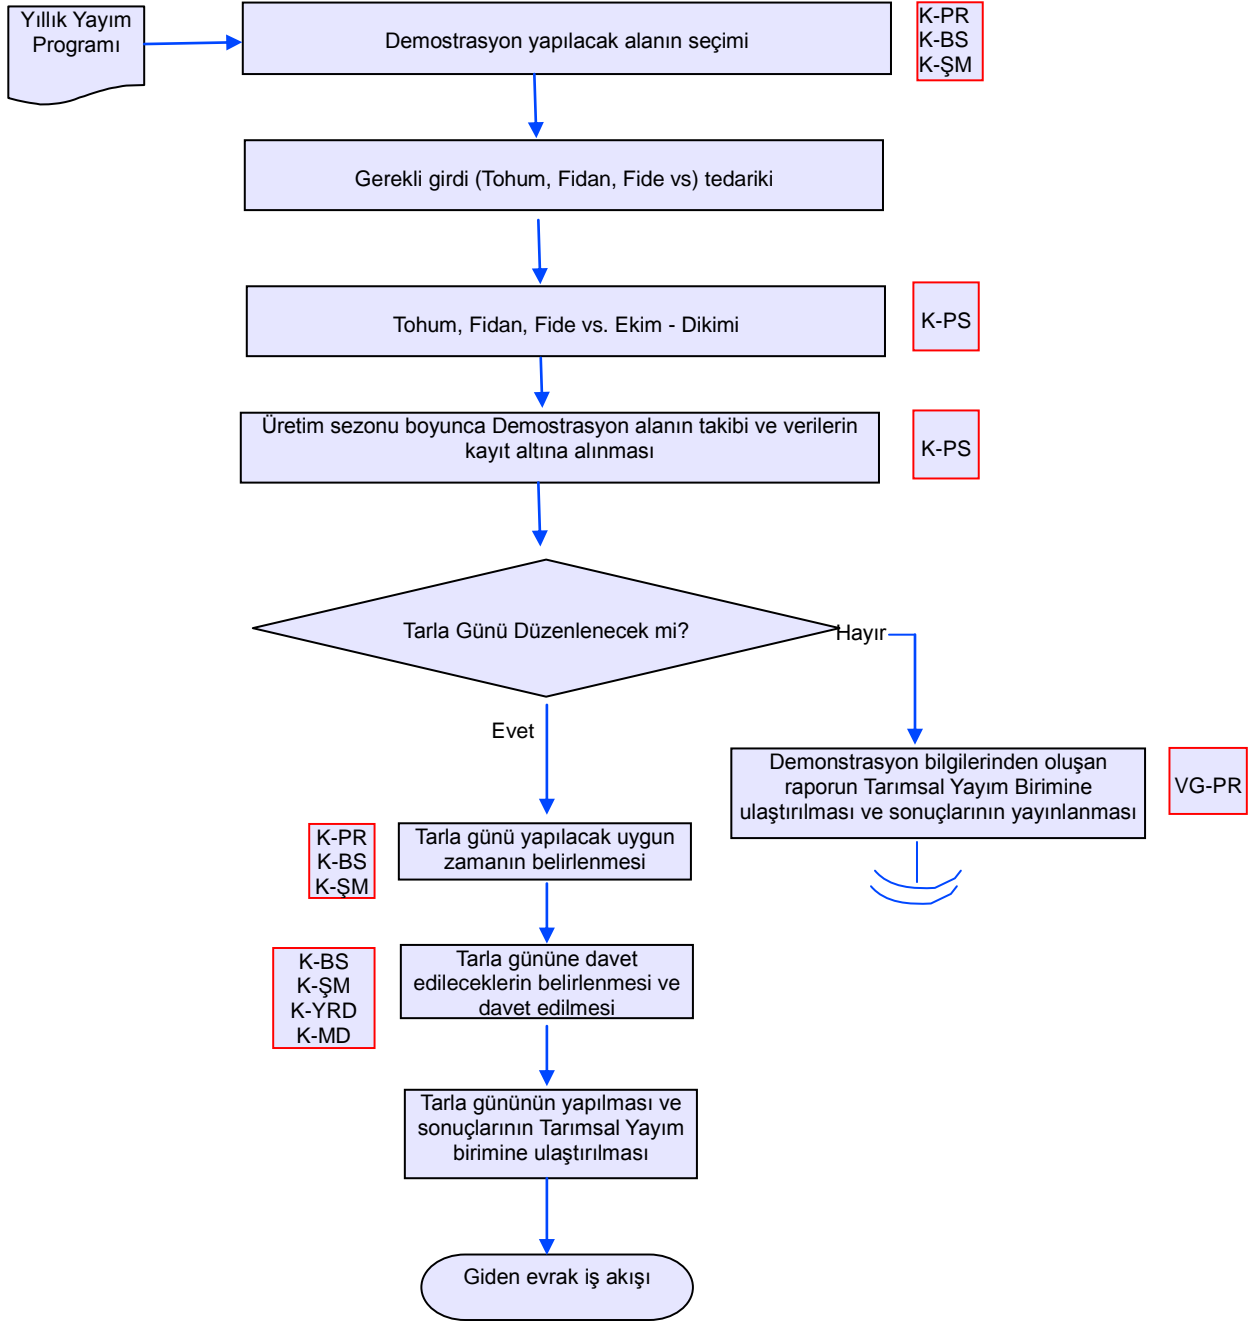 Yıllık Yayım
Programı
Demostrasyon yapılacak alanın seçimi
K-PR
K-BS
K-ŞM
Gerekli girdi (Tohum, Fidan, Fide vs) tedariki
Tohum, Fidan, Fide vs. Ekim - Dikimi
K-PS
Üretim sezonu boyunca Demostrasyon alanın takibi ve verilerin
kayıt altına alınması
K-PS
Tarla Günü Düzenlenecek mi?
Hayır
Evet
Demonstrasyon bilgilerinden oluşan
raporun Tarımsal Yayım Birimine
ulaştırılması ve sonuçlarının yayınlanması
VG-PR
K-PR
K-BS
K-ŞM
Tarla günü yapılacak uygun
zamanın belirlenmesi
K-BS
K-ŞM
K-YRD
K-MD
Tarla gününe davet
edileceklerin belirlenmesi ve
davet edilmesi
Tarla gününün yapılması ve
sonuçlarının Tarımsal Yayım
birimine ulaştırılması
Giden evrak iş akışı